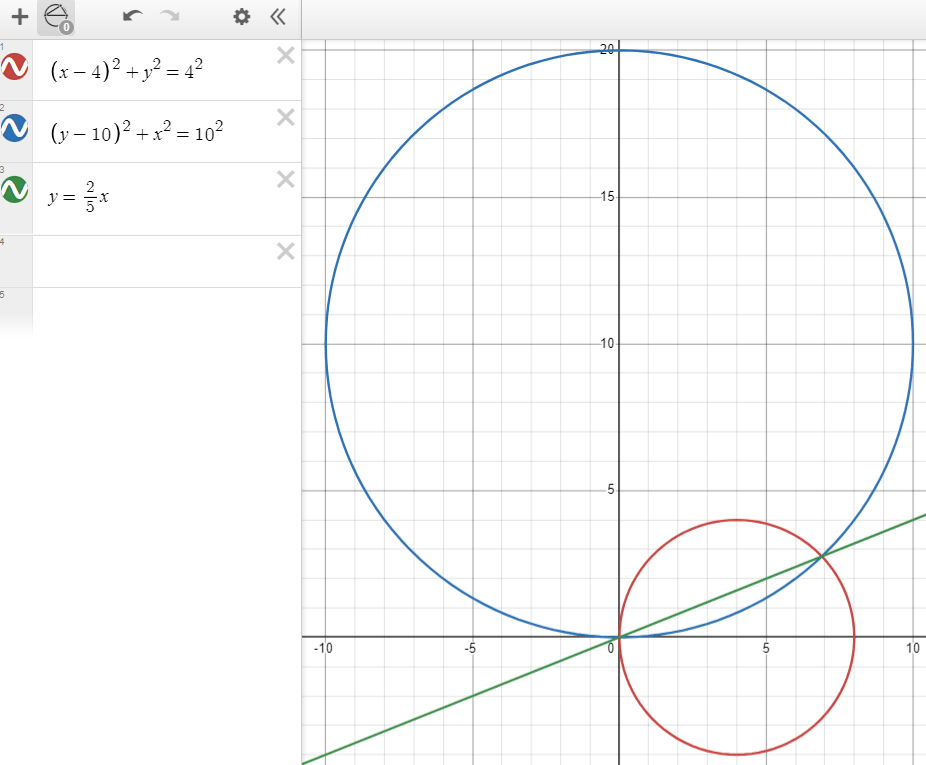 0
1
(x − 4)² + y² = 4²
2
(y − 10)² + x² = 10²
3
y = 2/5 x
4
5
20
15
10
5
-10 -5 0 5 10